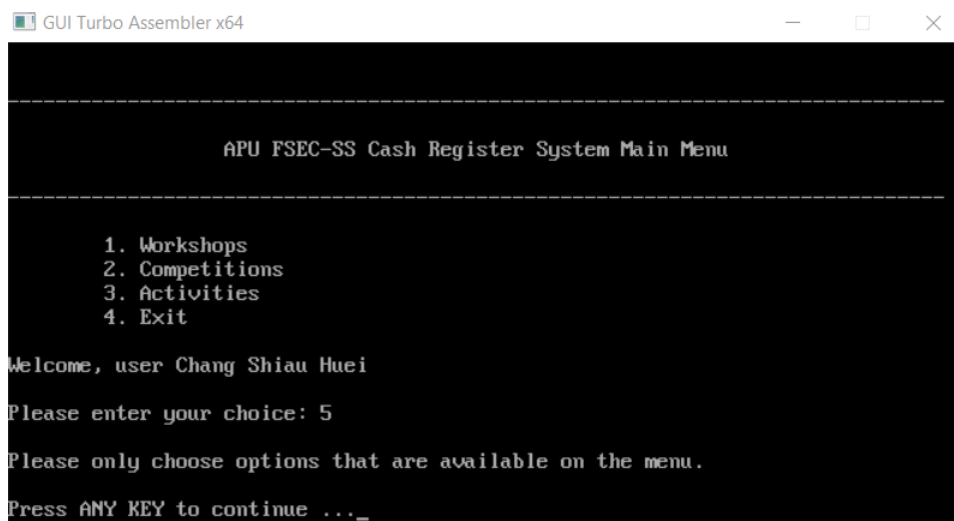 GUI Turbo Assembler x64
--------------------------------------------------------------------------------
APU FSEC-SS Cash Register System Main Menu
--------------------------------------------------------------------------------
1. Workshops
2. Competitions
3. Activities
4. Exit
Welcome, user Chang Shiau Huei
Please enter your choice: 5
Please only choose options that are available on the menu.
Press ANY KEY to continue ..._